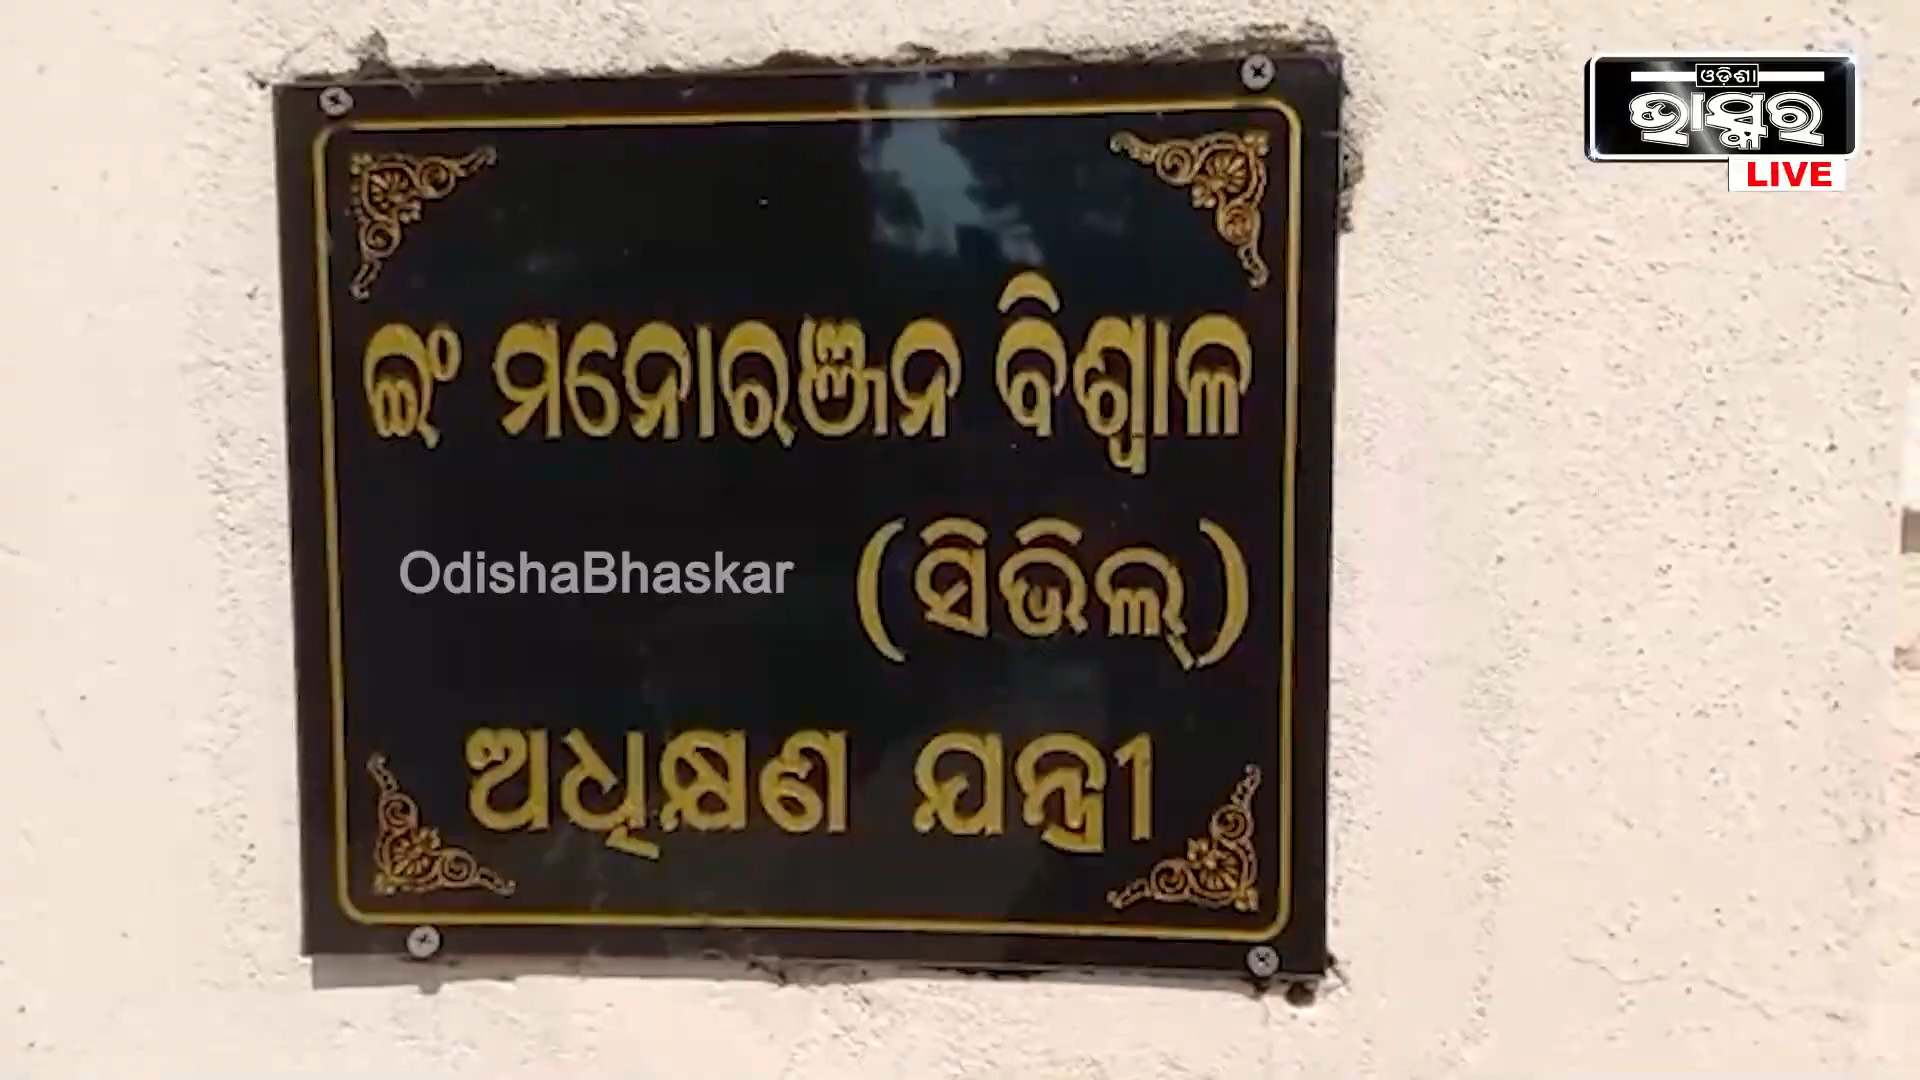 ଓଡ଼ିଶା
ଭାସ୍କର
LIVE
ଇଂ ମନୋରଞ୍ଜନ ବିଶ୍ୱାଳ
OdishaBhaskar
(ସିଭିଲ୍)
ଅଧିକ୍ଷଣ ଯନ୍ତ୍ରୀ